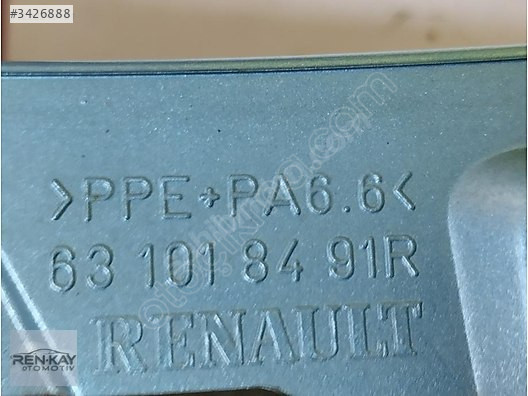 #3426888
>PPE+PA6.6<
63 101 84 91R
RENAULT
REN-KAY
OTOMOTİV